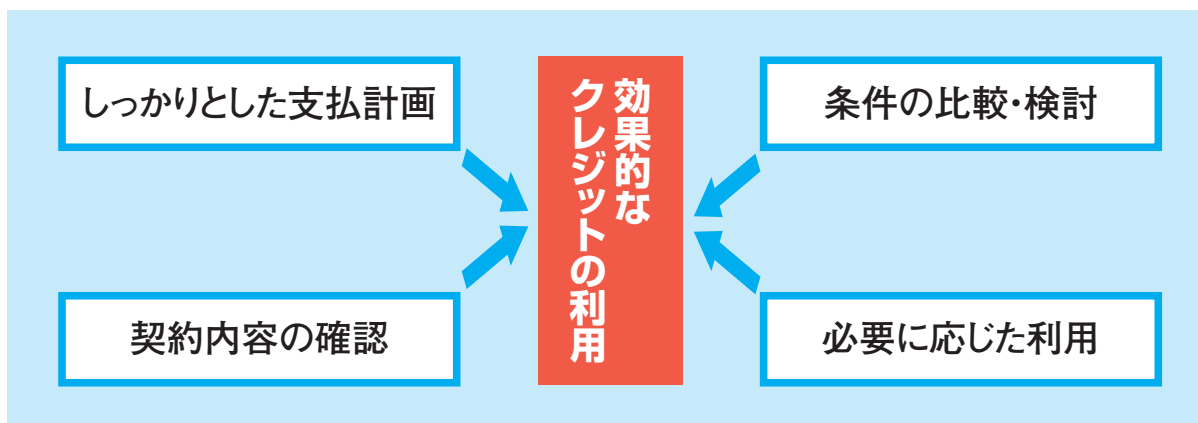 しっかりとした支払計画
条件の比較・検討
効果的な
クレジットの利用
契約内容の確認
必要に応じた利用